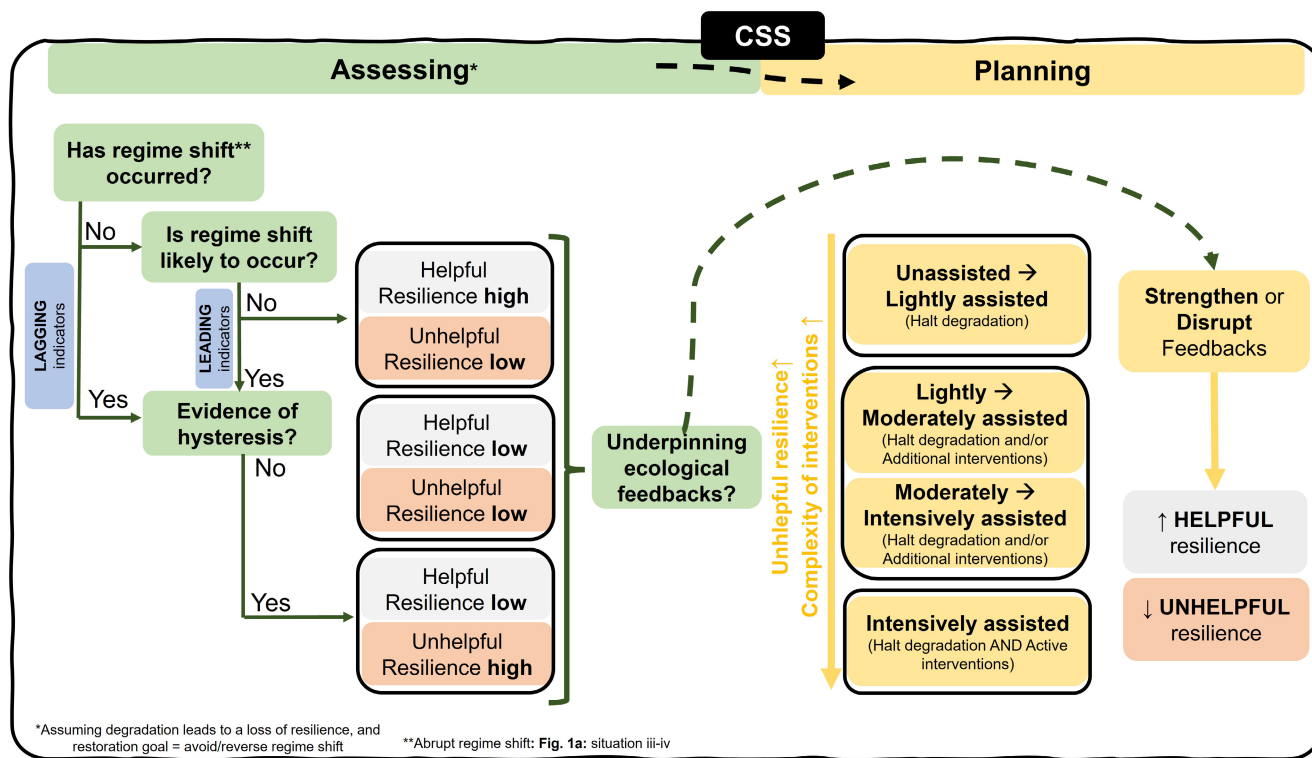 CSS
Assessing*
Planning
Has regime shift**
occurred?
No
Is regime shift
likely to occur?
LAGGING
indicators
LEADING
indicators
No
Yes
Yes
Evidence of
hysteresis?
No
Yes
Helpful
Resilience high
Unhelpful
Resilience low
Helpful
Resilience low
Unhelpful
Resilience low
Helpful
Resilience low
Unhelpful
Resilience high
Underpinning
ecological
feedbacks?
Unhlepful resilience↑
Complexity of interventions ↑
Unassisted →
Lightly assisted
(Halt degradation)
Lightly →
Moderately assisted
(Halt degradation and/or
Additional interventions)
Moderately →
Intensively assisted
(Halt degradation and/or
Additional interventions)
Intensively assisted
(Halt degradation AND Active
interventions)
Strengthen or
Disrupt
Feedbacks
↑ HELPFUL
resilience
↓ UNHELPFUL
resilience
*Assuming degradation leads to a loss of resilience, and
restoration goal = avoid/reverse regime shift
**Abrupt regime shift: Fig. 1a: situation iii-iv